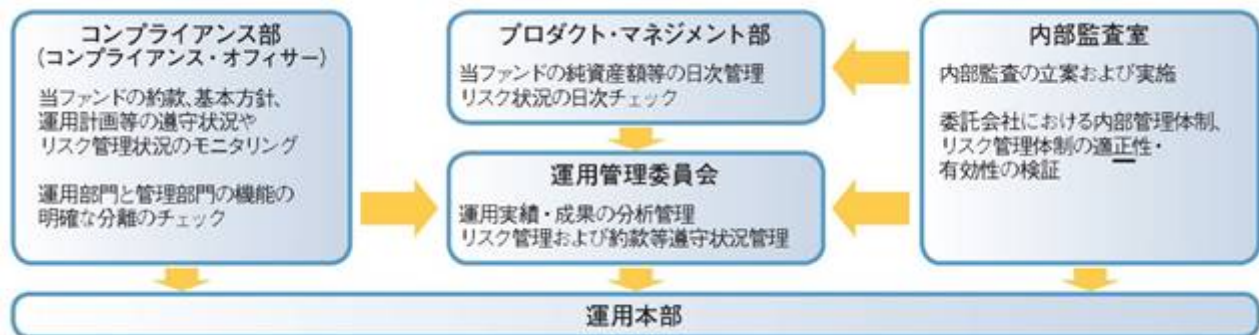 コンプライアンス部
（コンプライアンス・オフィサー）
当ファンドの約款、基本方針、
運用計画等の遵守状況や
リスク管理状況のモニタリング
運用部門と管理部門の機能の
明確な分離のチェック
プロダクト・マネジメント部
当ファンドの純資産額等の日次管理
リスク状況の日次チェック
運用管理委員会
運用実績・成果の分析管理
リスク管理および約款等遵守状況管理
内部監査室
内部監査の立案および実施
委託会社における内部管理体制、
リスク管理体制の適正性・
有効性の検証
運用本部